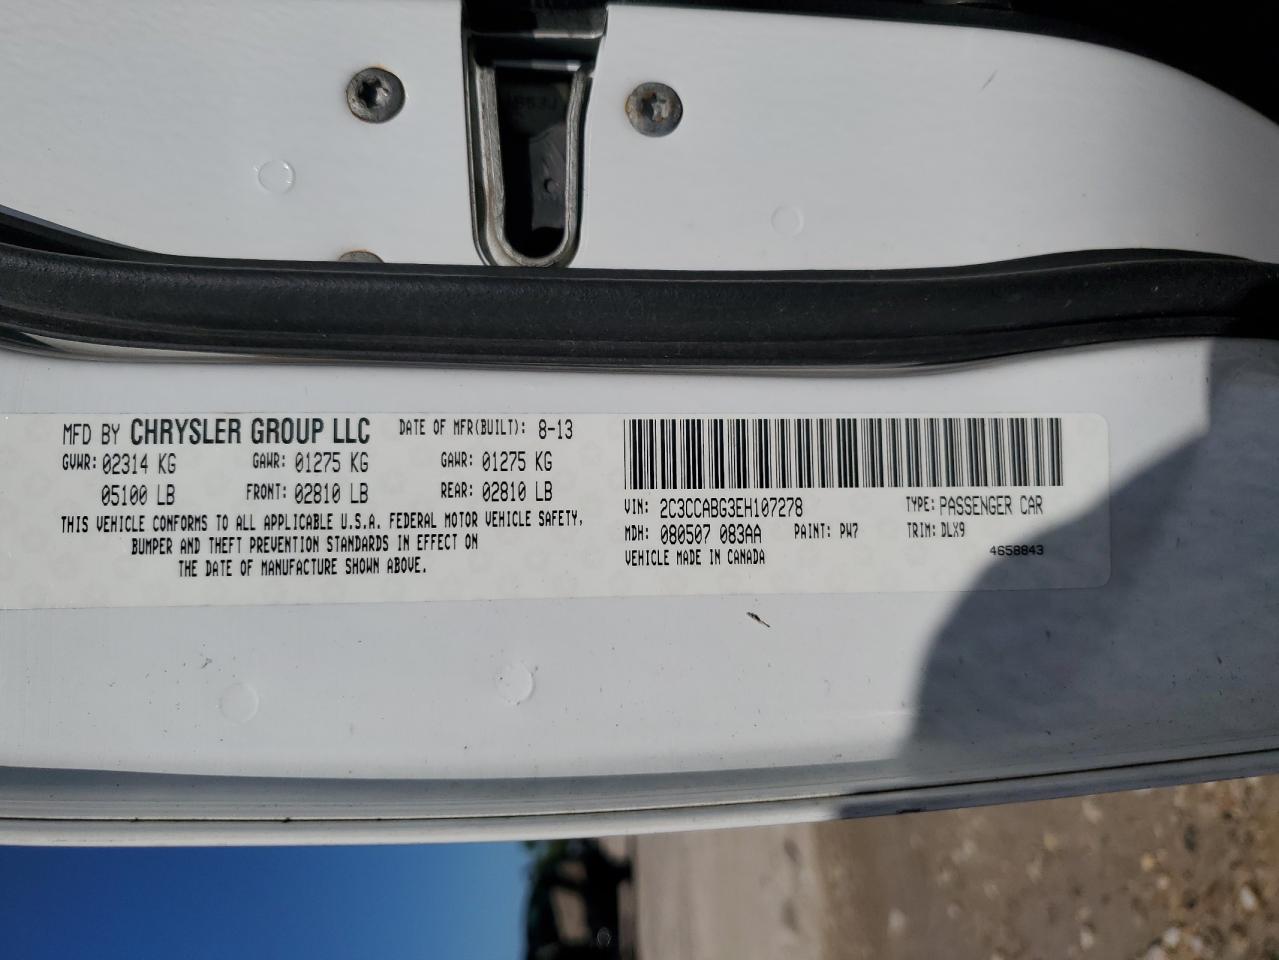 MFD BY CHRYSLER GROUP LLC DATE OF MFR(BUILT): 8-13
GVWR: 02314 KG GAWR: 01275 KG GAWR: 01275 KG
05100 LB FRONT: 02810 LB REAR: 02810 LB
THIS VEHICLE CONFORMS TO ALL APPLICABLE U.S.A. FEDERAL MOTOR VEHICLE SAFETY,
BUMPER AND THEFT PREVENTION STANDARDS IN EFFECT ON
THE DATE OF MANUFACTURE SHOWN ABOVE.
VIN: 2C3CCABG3EH107278 TYPE: PASSENGER CAR
MDH: 080507 083AA PAINT: PW7 TRIM: DLX9
VEHICLE MADE IN CANADA 4658843